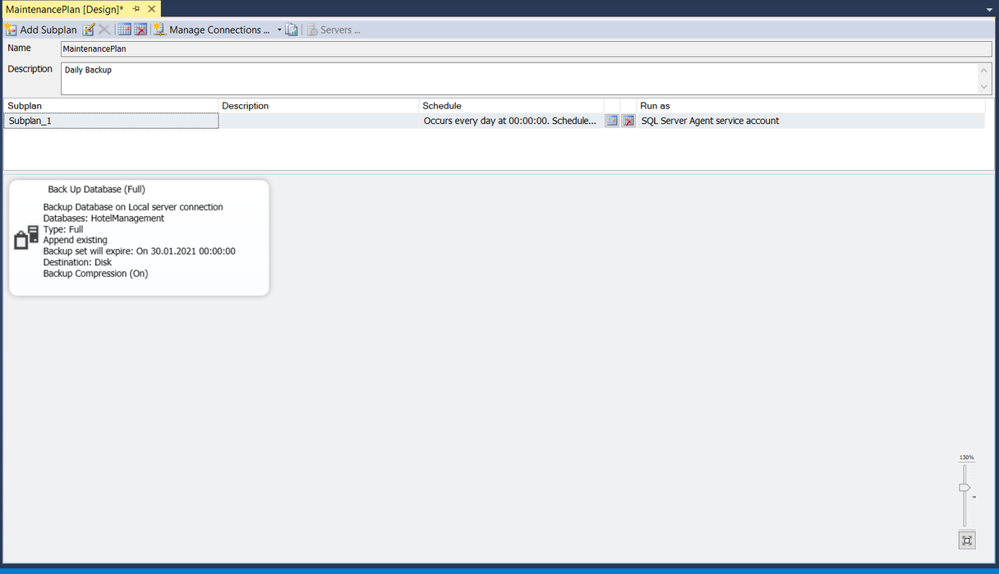 MaintenancePlan [Design]*
Add Subplan Manage Connections ... Servers ...
Name MaintenancePlan
Description Daily Backup
Subplan Description Schedule Run as
Subplan_1 Occurs every day at 00:00:00. Schedule... SQL Server Agent service account
Back Up Database (Full)
Backup Database on Local server connection
Databases: HotelManagement
Type: Full
Append existing
Backup set will expire: On 30.01.2021 00:00:00
Destination: Disk
Backup Compression (On)
130%